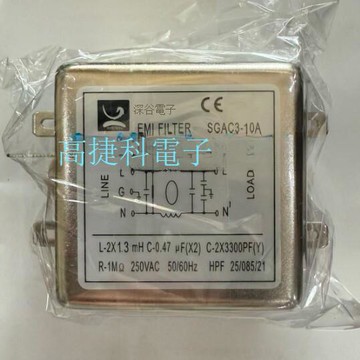 深谷電子
CE
EMI FILTER SGAC3-10A
高捷科電子
LINE
L
G
N
L'
N'
LOAD
L-2X1.3 mH C-0.47 µF(X2) C-2X3300PF(Y)
R-1MΩ 250VAC 50/60Hz HPF 25/085/21